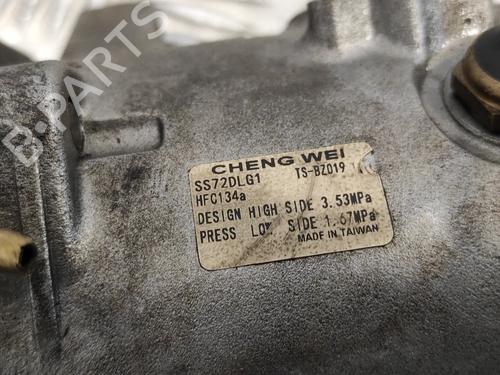 B-PARTS
CHENG WEI
SS72DLG1 TS-BZ019
HFC134a
DESIGN HIGH SIDE 3.53MPa
PRESS LOW SIDE 1.67MPa
MADE IN TAIWAN